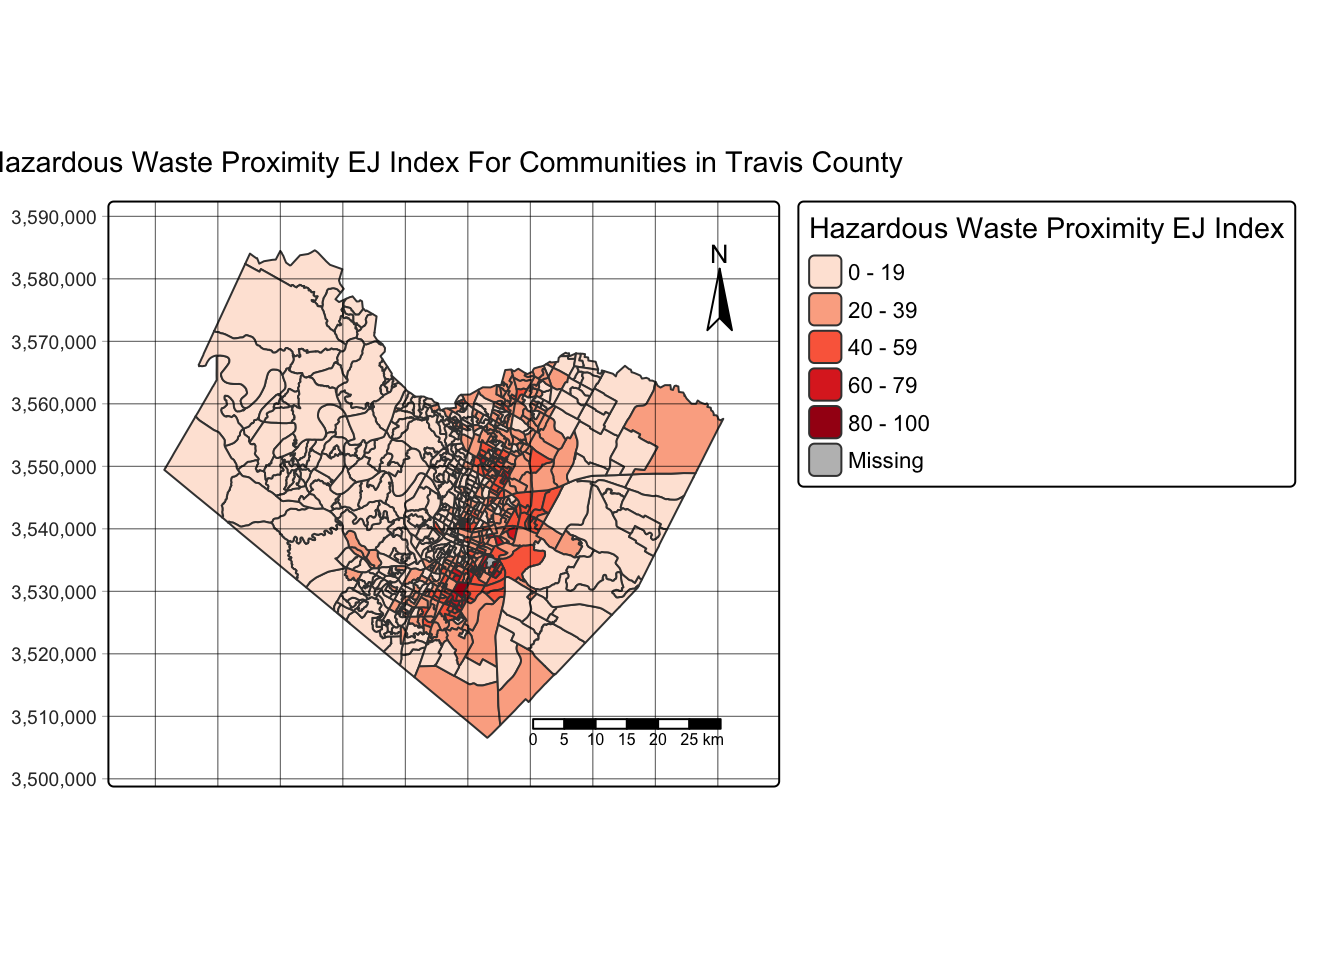 azardous Waste Proximity EJ Index For Communities in Travis County
3,590,000
3,580,000
3,570,000
3,560,000
3,550,000
3,540,000
3,530,000
3,520,000
3,510,000
3,500,000
N
0 5 10 15 20 25 km
Hazardous Waste Proximity EJ Index
0 - 19
20 - 39
40 - 59
60 - 79
80 - 100
Missing